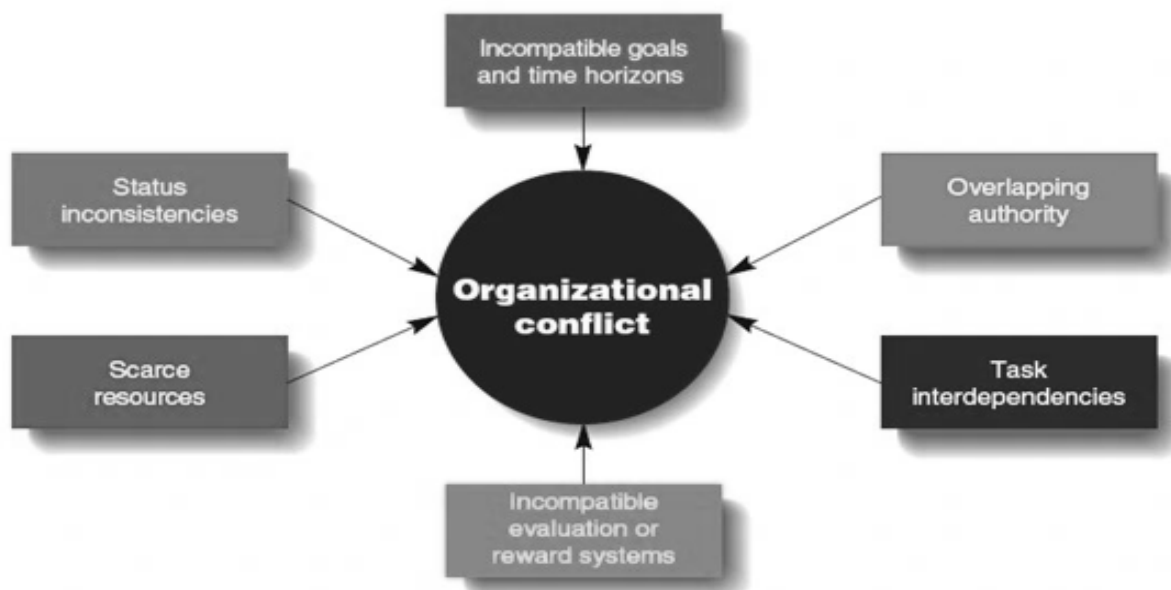 Incompatible goals
and time horizons
Status
inconsistencies
Overlapping
authority
Organizational
conflict
Scarce
resources
Task
interdependencies
Incompatible
evaluation or
reward systems